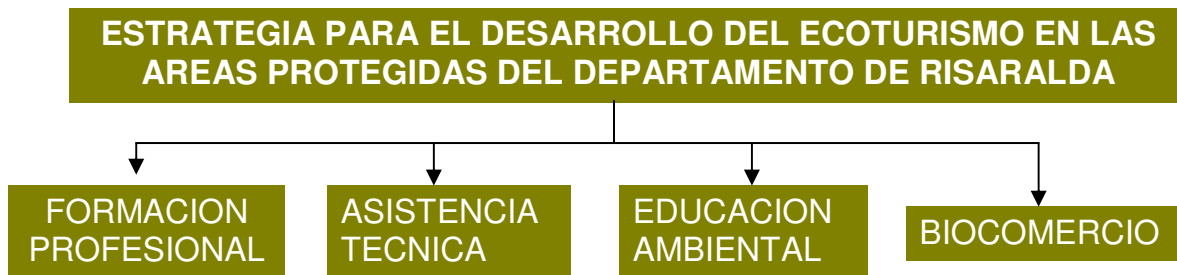 ESTRATEGIA PARA EL DESARROLLO DEL ECOTURISMO EN LAS
AREAS PROTEGIDAS DEL DEPARTAMENTO DE RISARALDA
FORMACION
PROFESIONAL
ASISTENCIA
TECNICA
EDUCACION
AMBIENTAL
BIOCOMERCIO